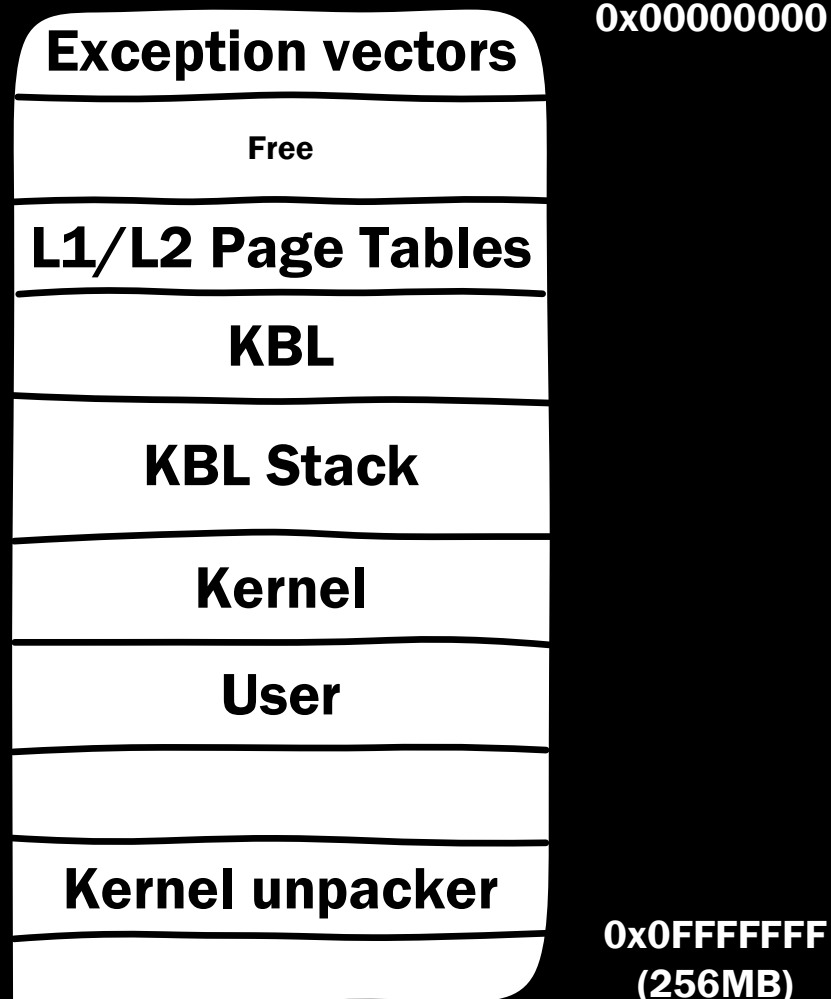 0x00000000
Exception vectors
Free
L1/L2 Page Tables
KBL
KBL Stack
Kernel
User
Kernel unpacker
0x0FFFFFFF
(256MB)